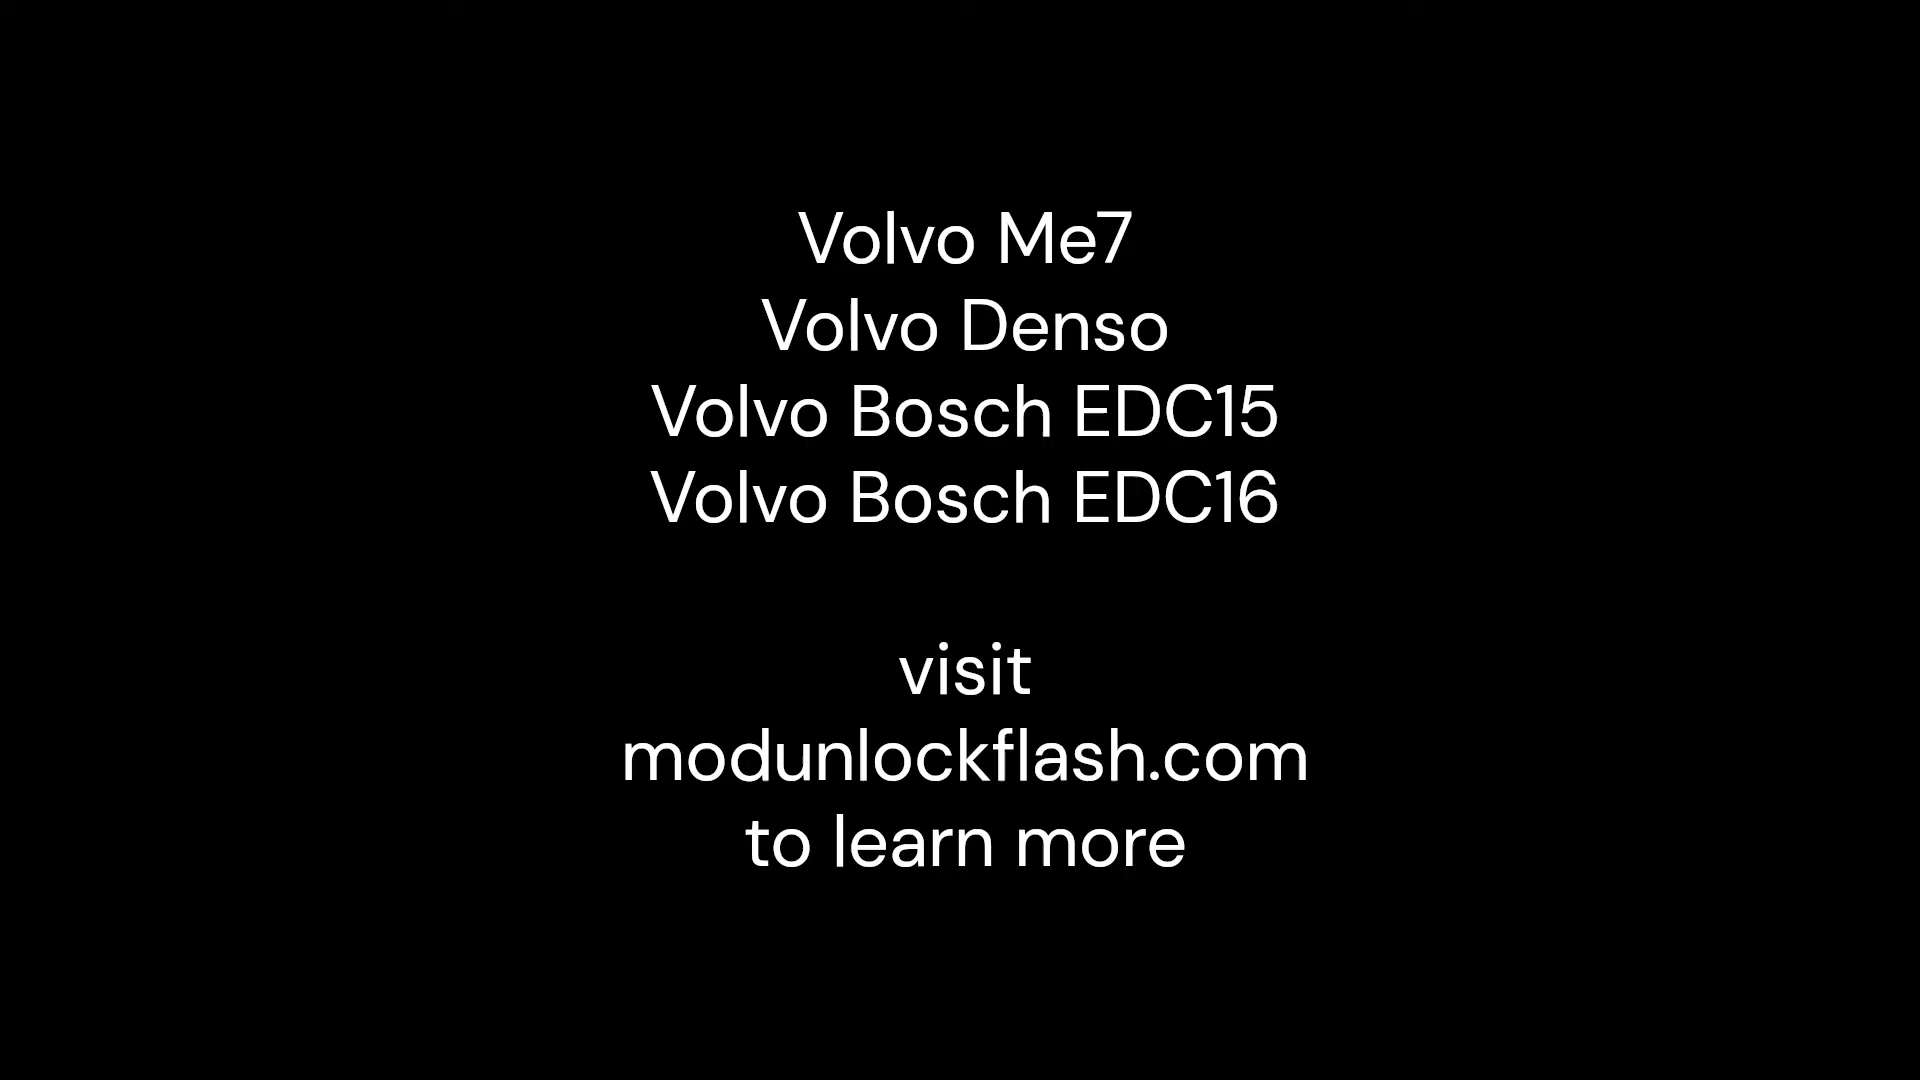 Volvo Me7
Volvo Denso
Volvo Bosch EDC15
Volvo Bosch EDC16
visit
modunlockflash.com
to learn more